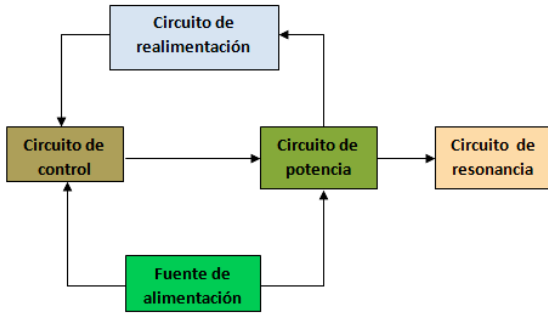 Circuito de
realimentación
Circuito de
control
Circuito de
potencia
Circuito de
resonancia
Fuente de
alimentación